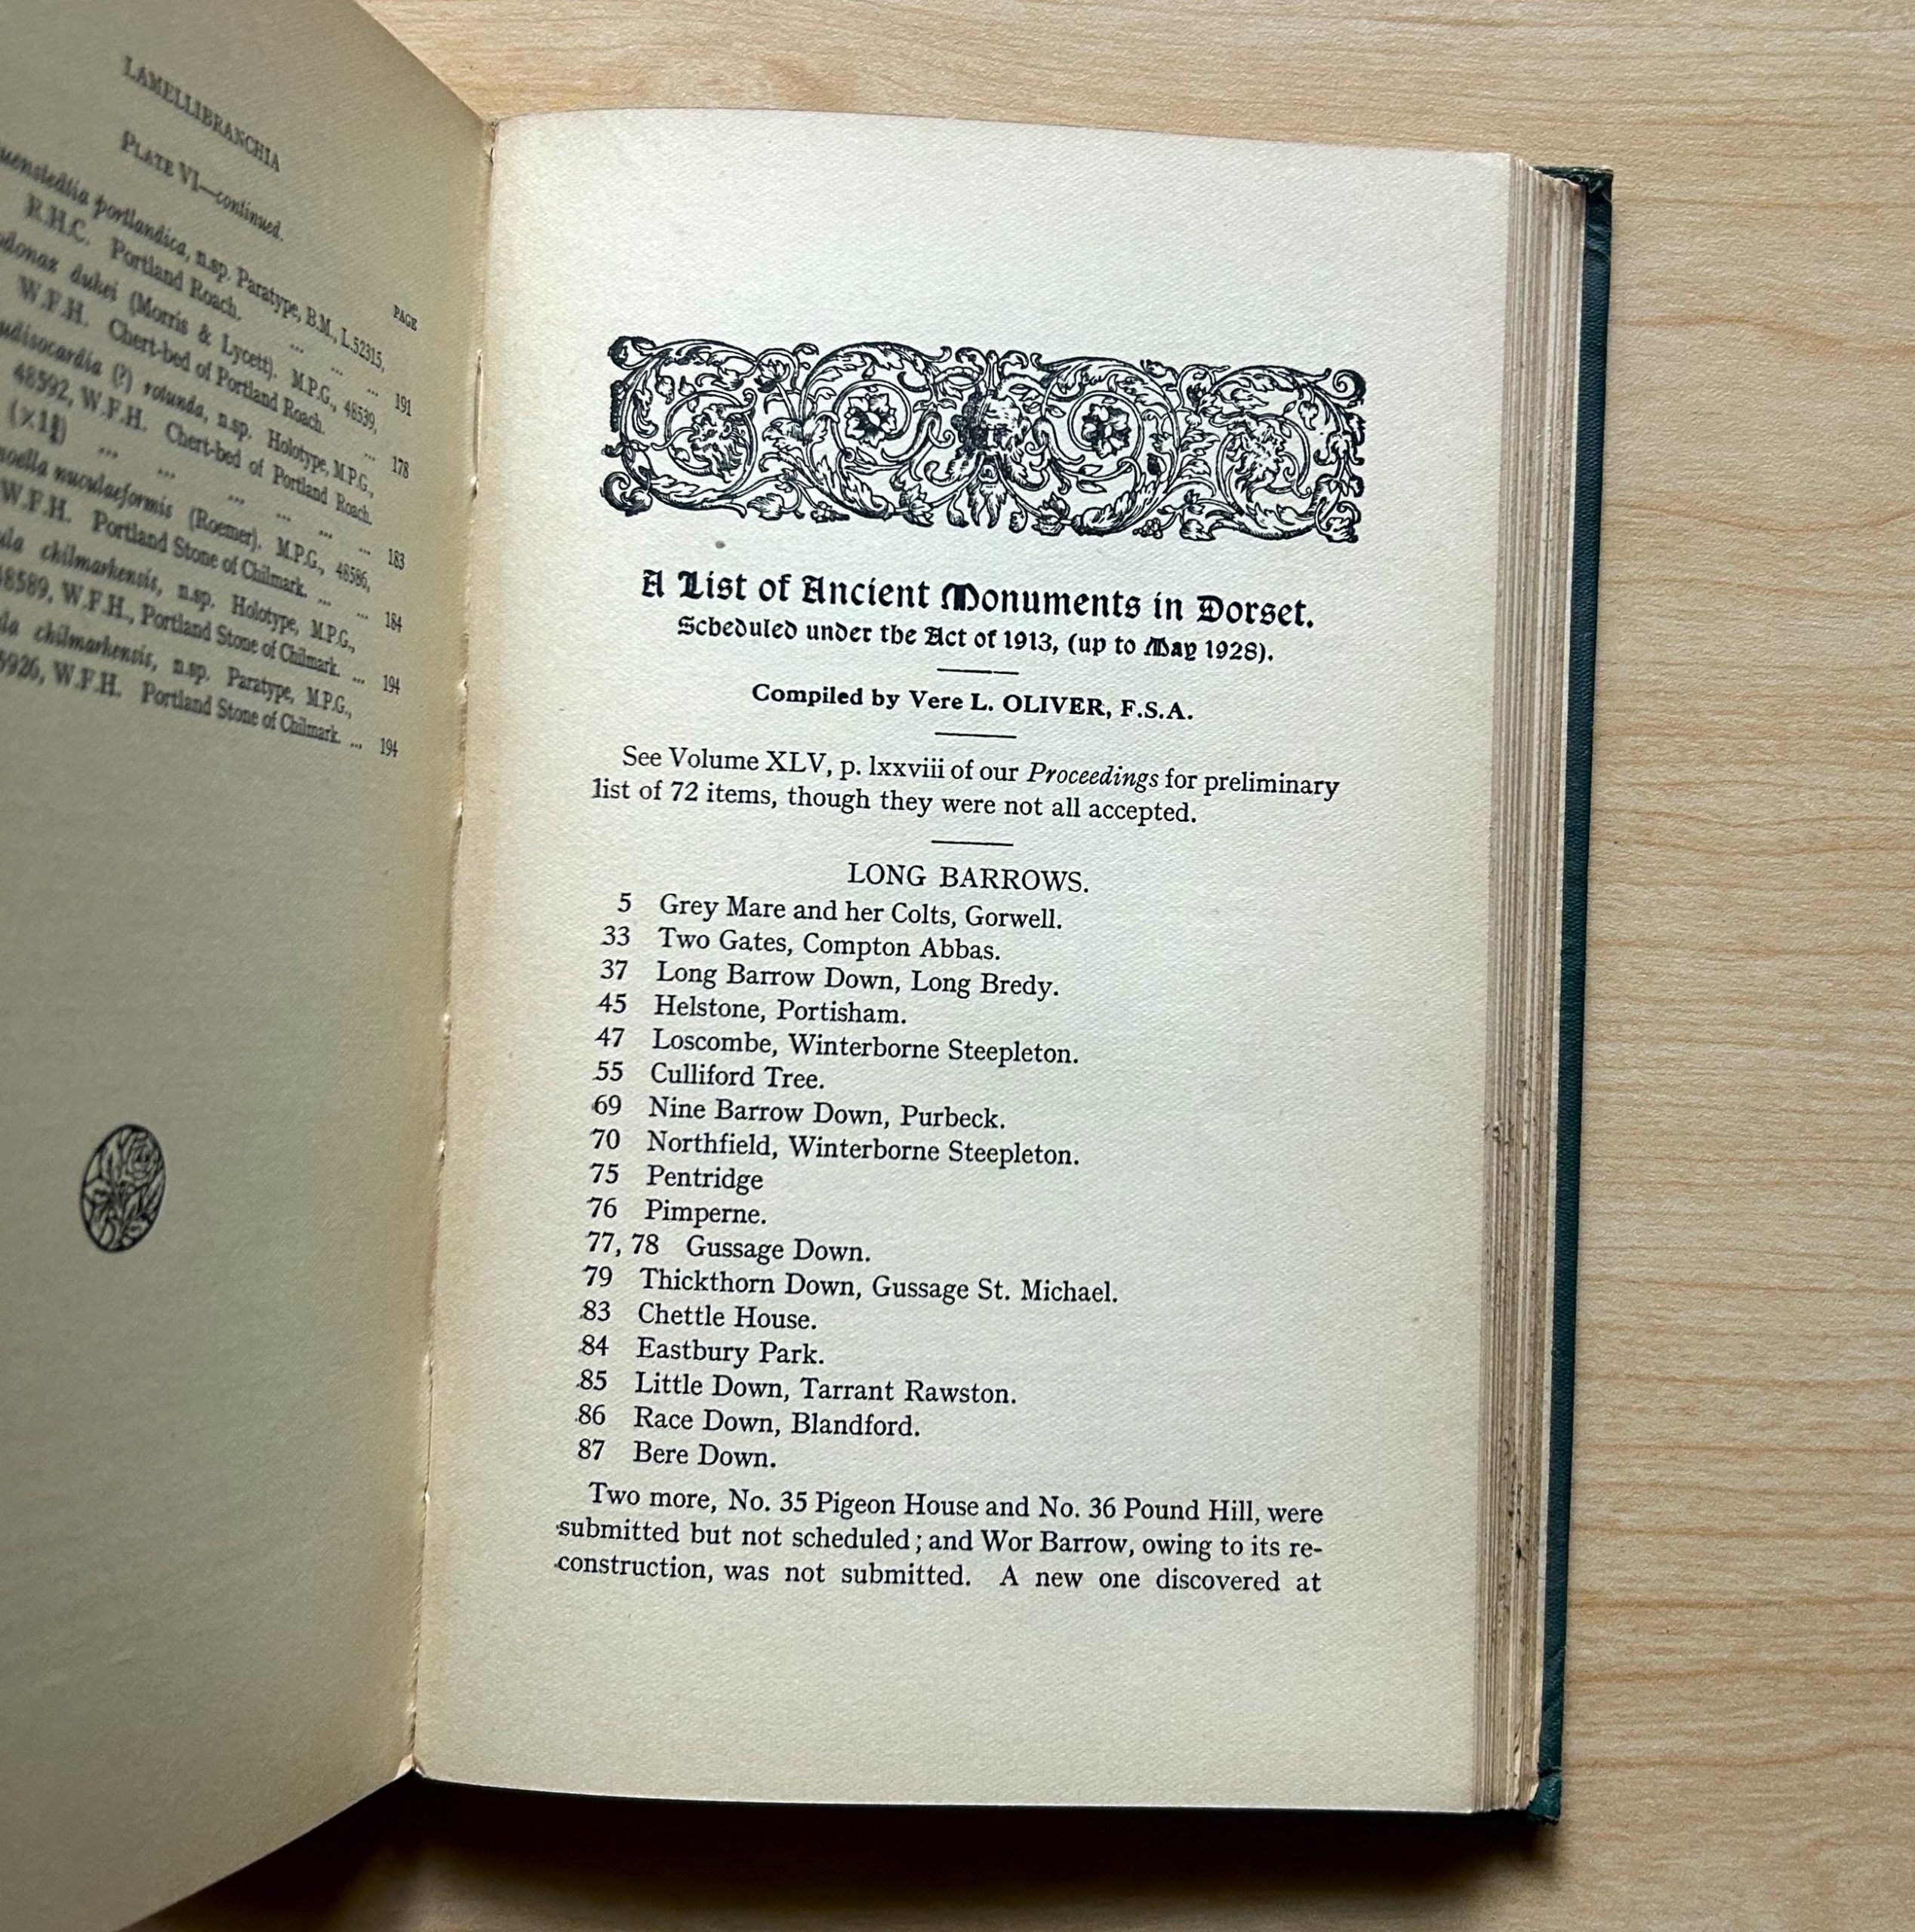 LAMELLIBRANCHIA
PLATE VI—continued.
PAGE
portlandica, n.sp. Paratype, B.M., L.52315,
R.H.C. Portland Roach. ... ... ... 191
dukei (Morris & Lycett). M.P.G., 48539,
W.F.H. Chert-bed of Portland Roach. ... 178
(?) rotunda, n.sp. Holotype, M.P.G.,
48592, W.F.H. Chert-bed of Portland Roach.
... ... ... ... ... ... 183
nuculaeformis (Roemer). M.P.G., 48586,
W.F.H. Portland Stone of Chilmark. ... ... 184
chilmarkensis, n.sp. Holotype, M.P.G.,
48589, W.F.H., Portland Stone of Chilmark. ... 194
chilmarkensis, n.sp. Paratype, M.P.G.,
W.F.H. Portland Stone of Chilmark. ... 194
A List of Ancient Monuments in Dorset.
Scheduled under the Act of 1913, (up to May 1928).
Compiled by Vere L. OLIVER, F.S.A.
See Volume XLV, p. lxxviii of our Proceedings for preliminary
list of 72 items, though they were not all accepted.
LONG BARROWS.
5 Grey Mare and her Colts, Gorwell.
33 Two Gates, Compton Abbas.
37 Long Barrow Down, Long Bredy.
45 Helstone, Portisham.
47 Loscombe, Winterborne Steepleton.
55 Culliford Tree.
69 Nine Barrow Down, Purbeck.
70 Northfield, Winterborne Steepleton.
75 Pentridge
76 Pimperne.
77, 78 Gussage Down.
79 Thickthorn Down, Gussage St. Michael.
83 Chettle House.
84 Eastbury Park.
85 Little Down, Tarrant Rawston.
86 Race Down, Blandford.
87 Bere Down.
Two more, No. 35 Pigeon House and No. 36 Pound Hill, were
submitted but not scheduled; and Wor Barrow, owing to its re-
construction, was not submitted. A new one discovered at